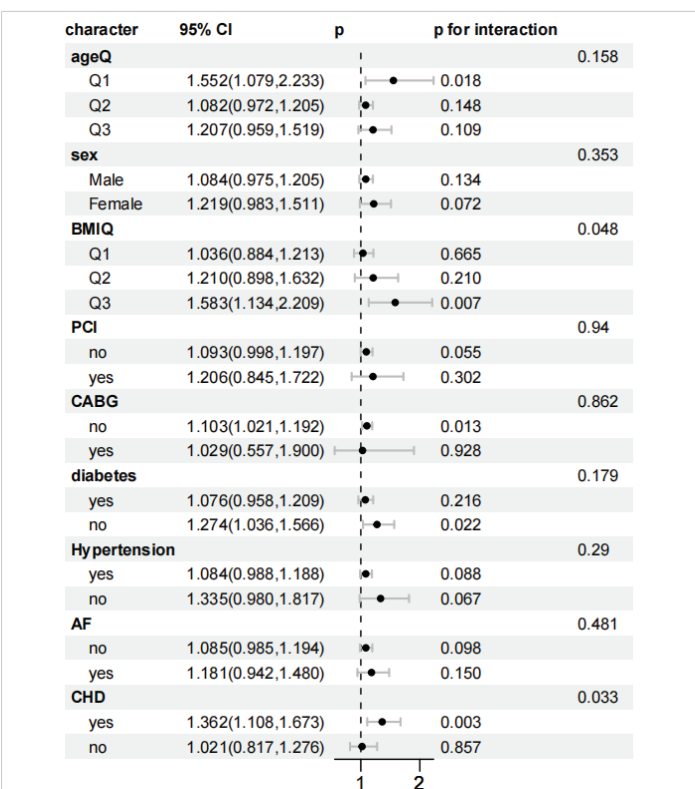 character 95% CI p p for interaction
ageQ 0.158
Q1 1.552(1.079,2.233) 0.018
Q2 1.082(0.972,1.205) 0.148
Q3 1.207(0.959,1.519) 0.109
sex 0.353
Male 1.084(0.975,1.205) 0.134
Female 1.219(0.983,1.511) 0.072
BMIQ 0.048
Q1 1.036(0.884,1.213) 0.665
Q2 1.210(0.898,1.632) 0.210
Q3 1.583(1.134,2.209) 0.007
PCI 0.94
no 1.093(0.998,1.197) 0.055
yes 1.206(0.845,1.722) 0.302
CABG 0.862
no 1.103(1.021,1.192) 0.013
yes 1.029(0.557,1.900) 0.928
diabetes 0.179
yes 1.076(0.958,1.209) 0.216
no 1.274(1.036,1.566) 0.022
Hypertension 0.29
yes 1.084(0.988,1.188) 0.088
no 1.335(0.980,1.817) 0.067
AF 0.481
no 1.085(0.985,1.194) 0.098
yes 1.181(0.942,1.480) 0.150
CHD 0.033
yes 1.362(1.108,1.673) 0.003
no 1.021(0.817,1.276) 0.857
1 2